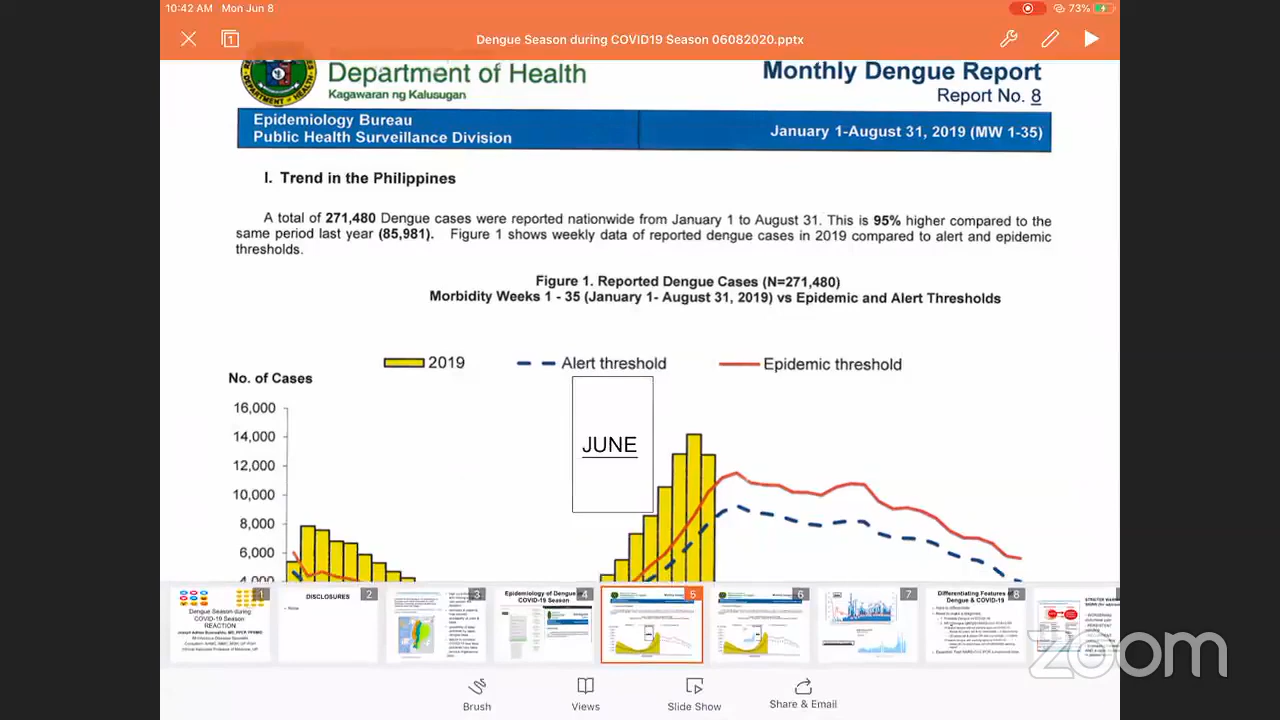 10:42 AM Mon Jun 8
73%
1
Dengue Season during COVID19 Season 06082020.pptx
Department of Health
Kagawaran ng Kalusugan
Monthly Dengue Report
Report No. 8
Epidemiology Bureau
Public Health Surveillance Division
January 1-August 31, 2019 (MW 1-35)
I. Trend in the Philippines
A total of 271,480 Dengue cases were reported nationwide from January 1 to August 31. This is 95% higher compared to the
same period last year (85,981). Figure 1 shows weekly data of reported dengue cases in 2019 compared to alert and epidemic
thresholds.
Figure 1. Reported Dengue Cases (N=271,480)
Morbidity Weeks 1 - 35 (January 1- August 31, 2019) vs Epidemic and Alert Thresholds
2019
Alert threshold
Epidemic threshold
No. of Cases
16,000
14,000
12,000
10,000
8,000
6,000
4,000
JUNE
1
Dengue Season during
COVID-19 Season
REACTION
2
DISCLOSURES
3
4
Epidemiology of Dengue
COVID-19 Season
5
6
7
8
Differentiating Features
Dengue & COVID-19
zoom
Brush
Views
Slide Show
Share & Email